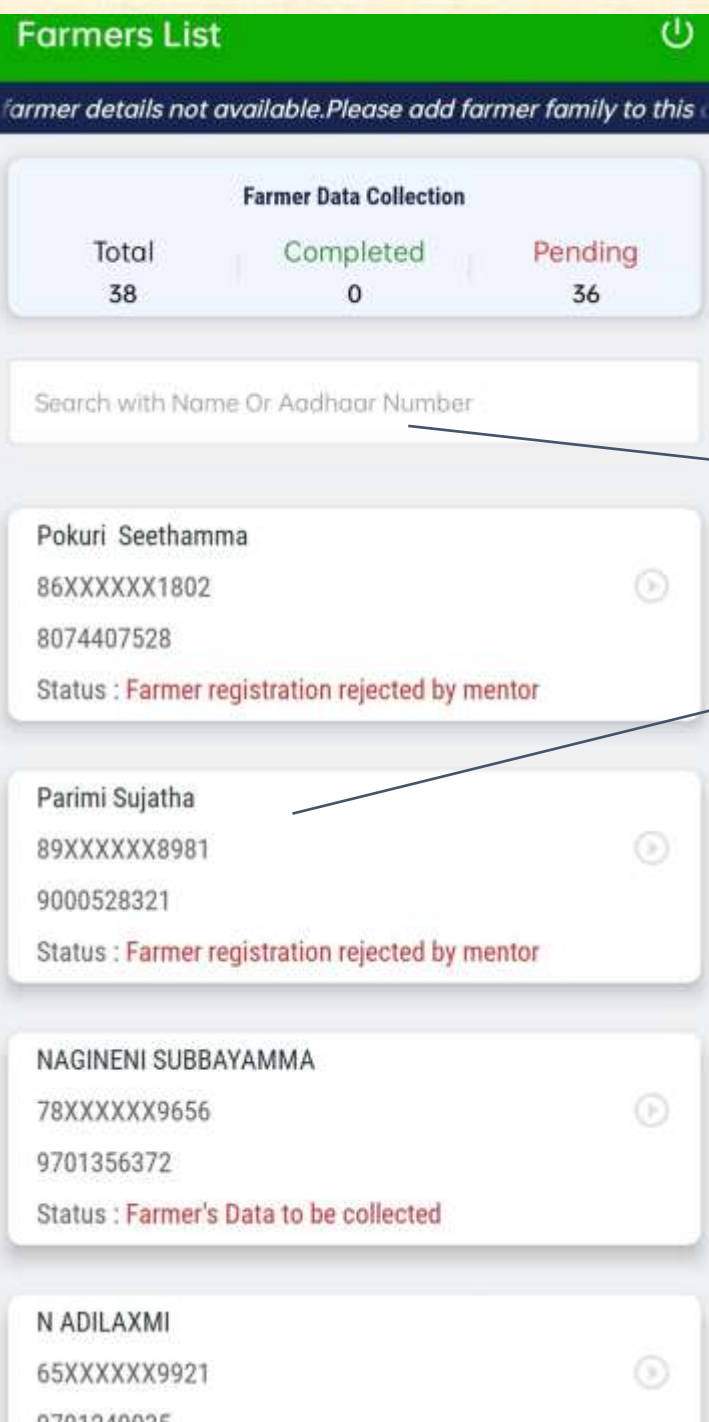 Farmers List
farmer details not available.Please add farmer family to this
Farmer Data Collection
Total Completed Pending
38 0 36
Search with Name Or Aadhaar Number
Pokuri Seethamma
86XXXXXX1802
8074407528
Status : Farmer registration rejected by mentor
Parimi Sujatha
89XXXXXX8981
9000528321
Status : Farmer registration rejected by mentor
NAGINENI SUBBAYAMMA
78XXXXXX9656
9701356372
Status : Farmer's Data to be collected
N ADILAXMI
65XXXXXX9921